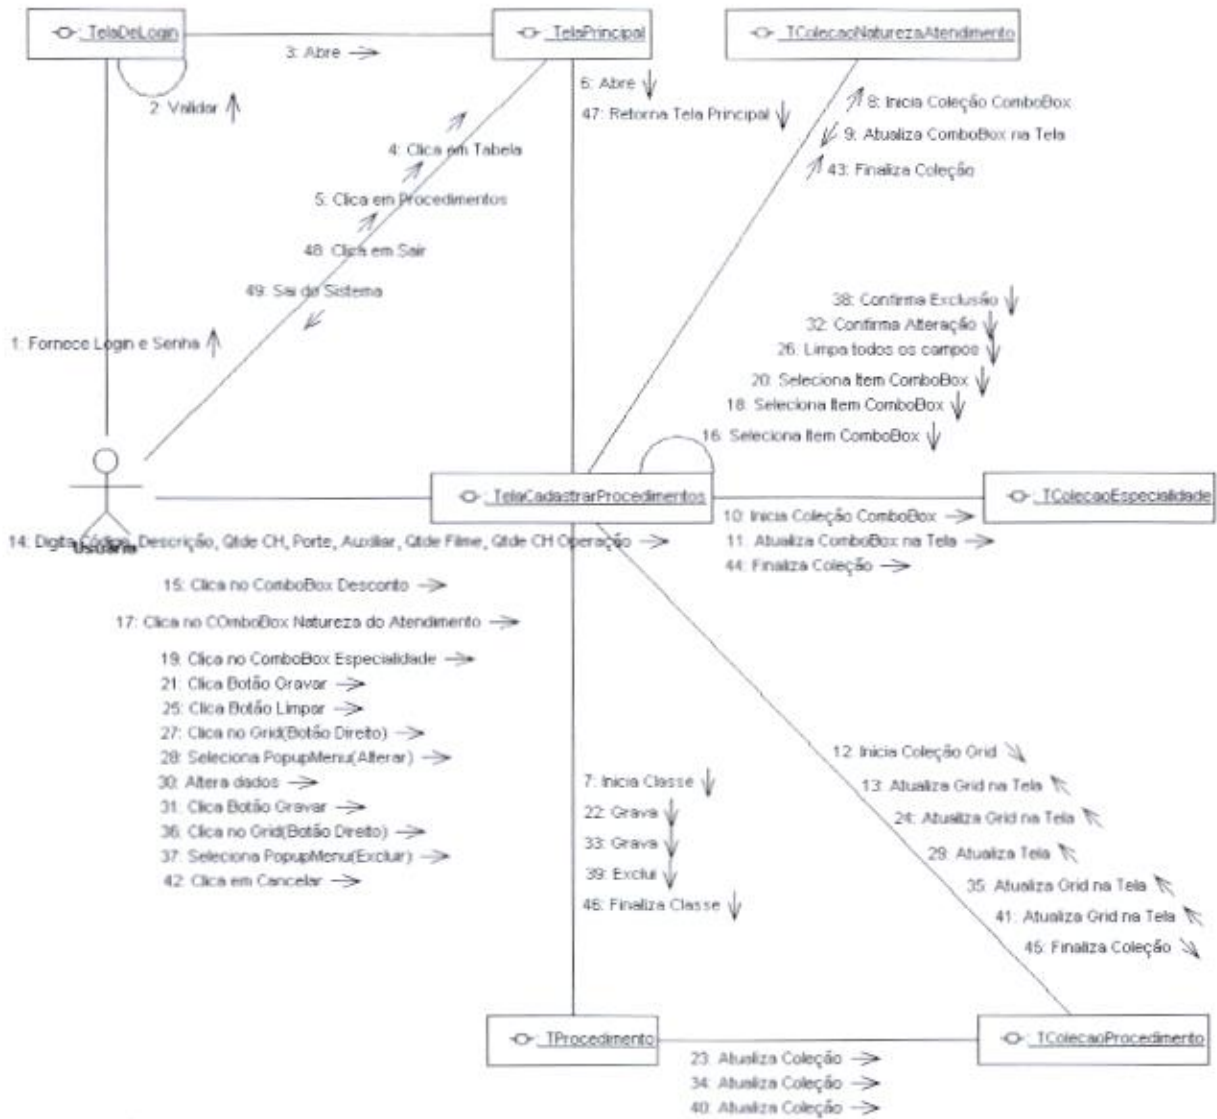 : TelaDeLogin
: TelaPrincipal
: TColecaoNaturezaAtendimento
3: Abre
2: Validar
6: Abre
47: Retorna Tela Principal
8: Inicia Coleção ComboBox
9: Atualiza ComboBox na Tela
43: Finaliza Coleção
4: Clica em Tabela
5: Clica em Procedimentos
48: Clica em Sair
49: Sai do Sistema
1: Fornece Login e Senha
38: Confirma Exclusão
32: Confirma Alteração
26: Limpa todos os campos
20: Seleciona Item ComboBox
18: Seleciona Item ComboBox
16: Seleciona Item ComboBox
: TelaCadastrarProcedimentos
: TColecaoEspecialidade
10: Inicia Coleção ComboBox
11: Atualiza ComboBox na Tela
44: Finaliza Coleção
Usuário
14: Digita Código, Descrição, Qtde CH, Porte, Auxiliar, Qtde Filme, Qtde CH Operação
15: Clica no ComboBox Desconto
17: Clica no COmboBox Natureza do Atendimento
19: Clica no ComboBox Especialidade
21: Clica Botão Gravar
25: Clica Botão Limpar
27: Clica no Grid(Botão Direito)
28: Seleciona PopupMenu(Alterar)
30: Altera dados
31: Clica Botão Gravar
36: Clica no Grid(Botão Direito)
37: Seleciona PopupMenu(Excluir)
42: Clica em Cancelar
7: Inicia Classe
22: Grava
33: Grava
39: Exclui
46: Finaliza Classe
12: Inicia Coleção Grid
13: Atualiza Grid na Tela
24: Atualiza Grid na Tela
29: Atualiza Tela
35: Atualiza Grid na Tela
41: Atualiza Grid na Tela
45: Finaliza Coleção
: TProcedimento
: TColecaoProcedimento
23: Atualiza Coleção
34: Atualiza Coleção
40: Atualiza Coleção